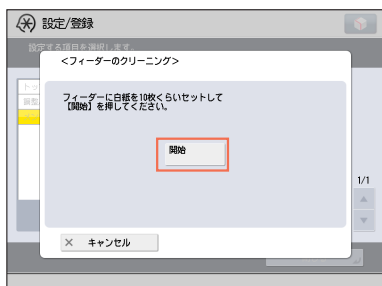 設定/登録
設定する項目を選択します。
<フィーダーのクリーニング>
フィーダーに白紙を10枚くらいセットして
【開始】を押してください。
開始
1/1
× キャンセル